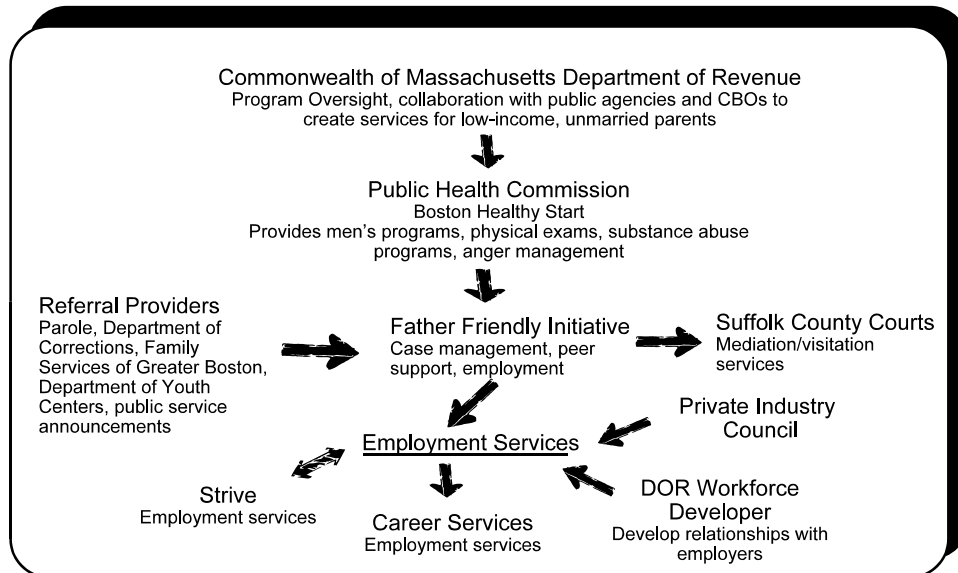 Commonwealth of Massachusetts Department of Revenue
Program Oversight, collaboration with public agencies and CBOs to
create services for low-income, unmarried parents
Public Health Commission
Boston Healthy Start
Provides men's programs, physical exams, substance abuse
programs, anger management
Referral Providers
Parole, Department of
Corrections, Family
Services of Greater Boston,
Department of Youth
Centers, public service
announcements
Father Friendly Initiative
Case management, peer
support, employment
Suffolk County Courts
Mediation/visitation
services
Private Industry
Council
Employment Services
Strive
Employment services
Career Services
Employment services
DOR Workforce
Developer
Develop relationships with
employers